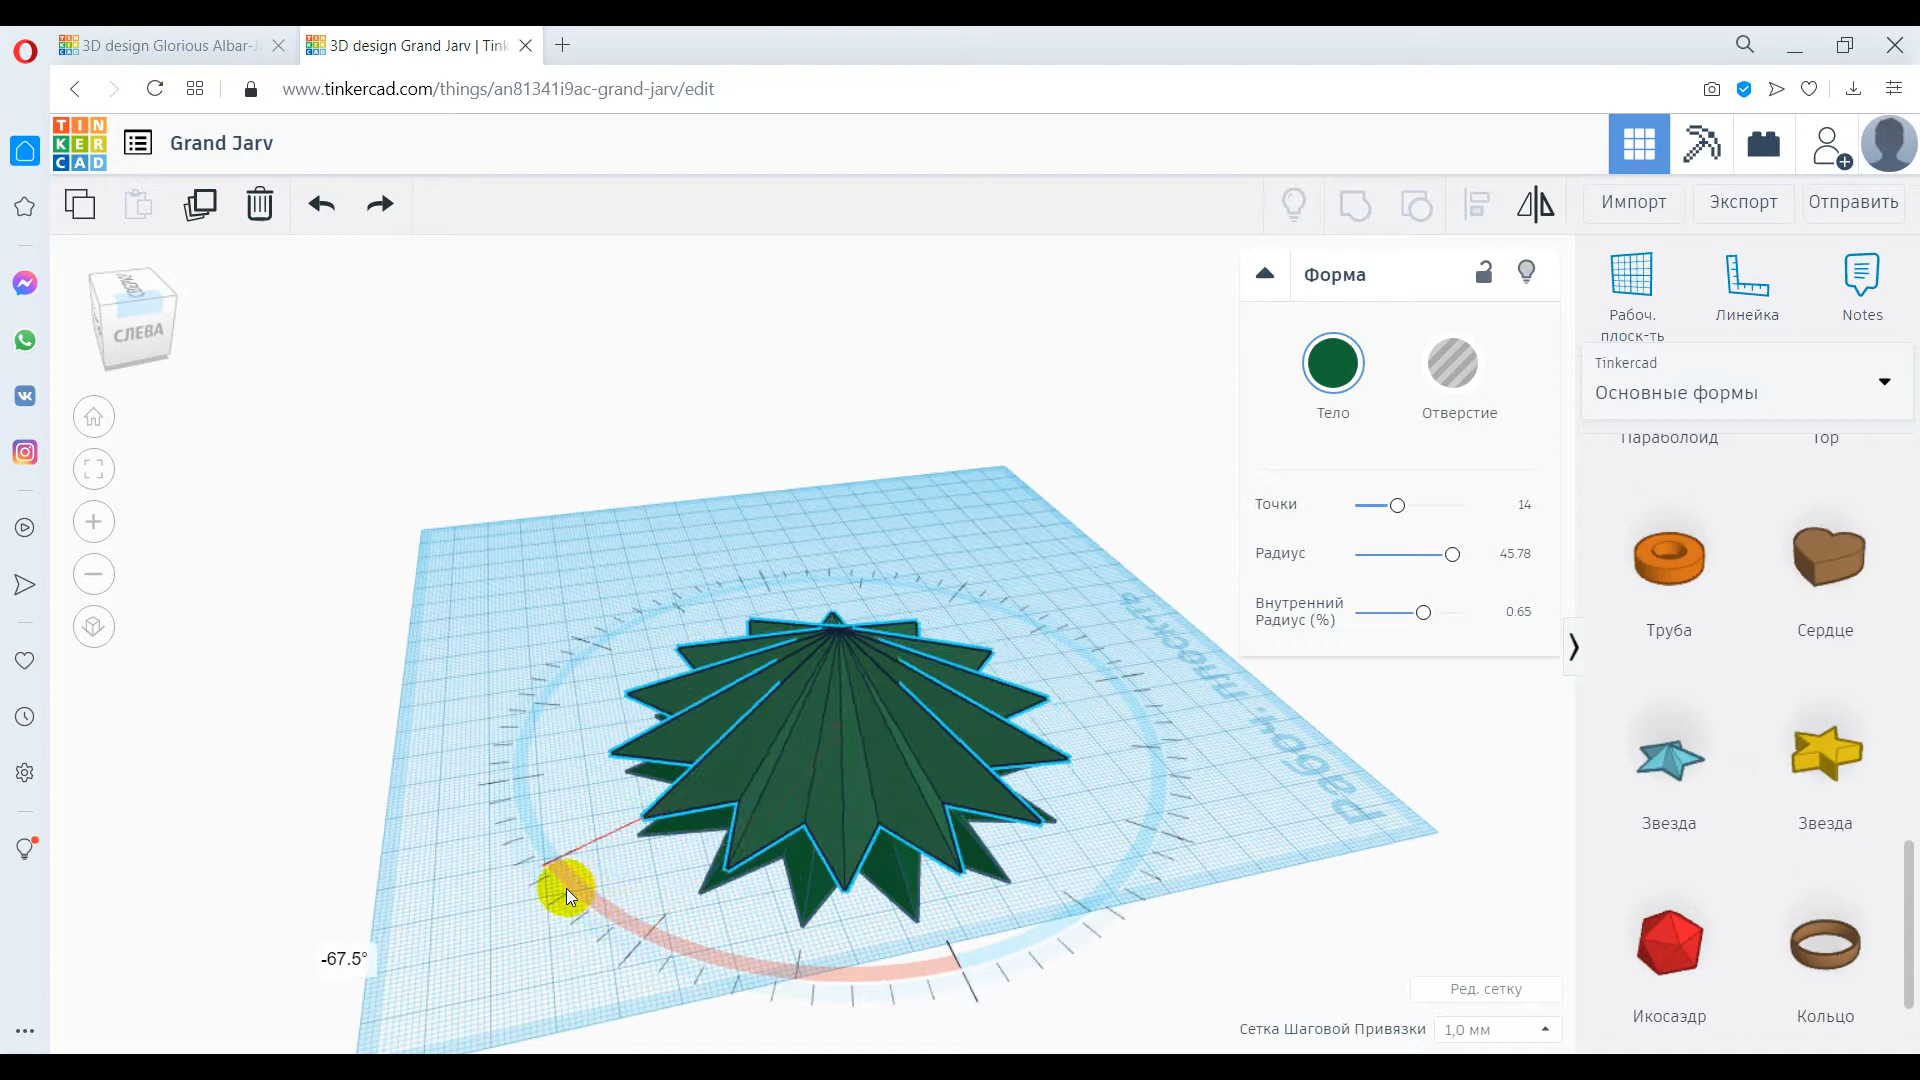 3D design Glorious Albar-J
3D design Grand Jarv | Tink
www.tinkercad.com/things/an81341i9ac-grand-jarv/edit
TIN
KER
CAD
Grand Jarv
Импорт
Экспорт
Отправить
СЛЕВА
Форма
Тело
Отверстие
Точки
14
Радиус
45.78
Внутренний
Радиус (%)
0.65
Рабоч.
плоск-ть
Линейка
Notes
Tinkercad
Основные формы
Параболоид
Тор
Труба
Сердце
Звезда
Звезда
Икосаэдр
Кольцо
Рабоч. плоск-ть
-67.5°
Ред. сетку
Сетка Шаговой Привязки
1,0 мм